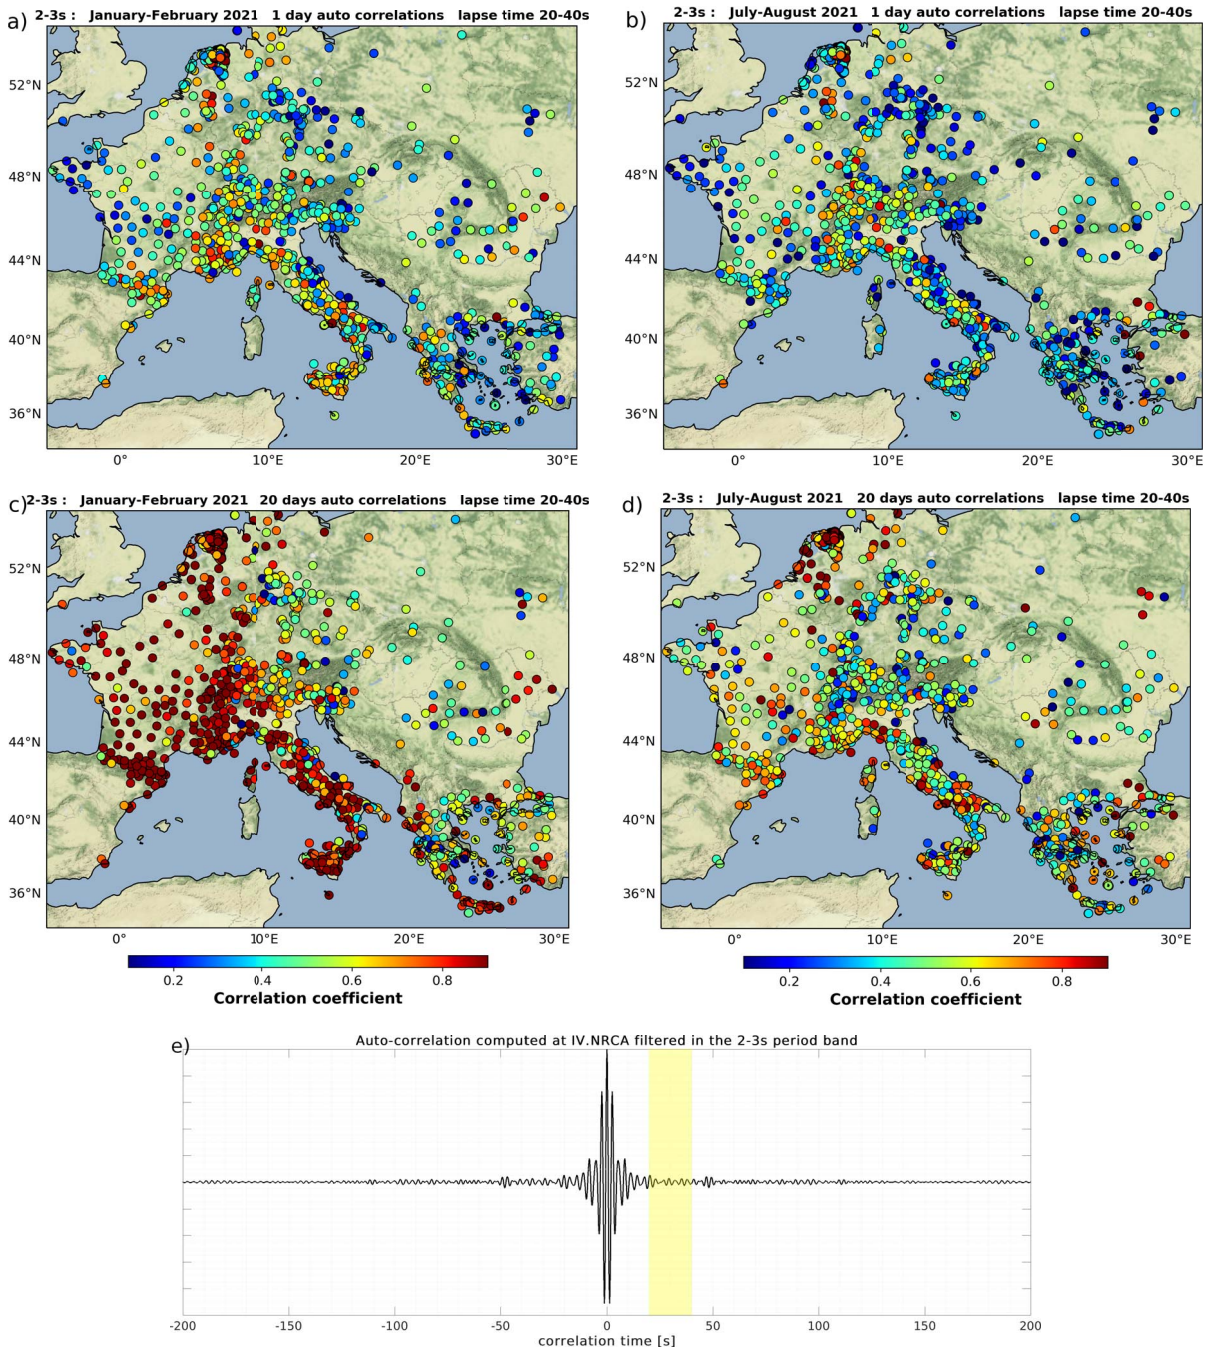 a) 2-3s : January-February 2021 1 day auto correlations lapse time 20-40s
b) 2-3s : July-August 2021 1 day auto correlations lapse time 20-40s
52°N
48°N
44°N
40°N
36°N
0° 10°E 20°E 30°E
52°N
48°N
44°N
40°N
36°N
0° 10°E 20°E 30°E
c) 2-3s : January-February 2021 20 days auto correlations lapse time 20-40s
d) 2-3s : July-August 2021 20 days auto correlations lapse time 20-40s
52°N
48°N
44°N
40°N
36°N
0° 10°E 20°E 30°E
52°N
48°N
44°N
40°N
36°N
0° 10°E 20°E 30°E
0.2 0.4 0.6 0.8
Correlation coefficient
0.2 0.4 0.6 0.8
Correlation coefficient
e) Auto-correlation computed at IV.NRCA filtered in the 2-3s period band
-200 -150 -100 -50 0 50 100 150 200
correlation time [s]